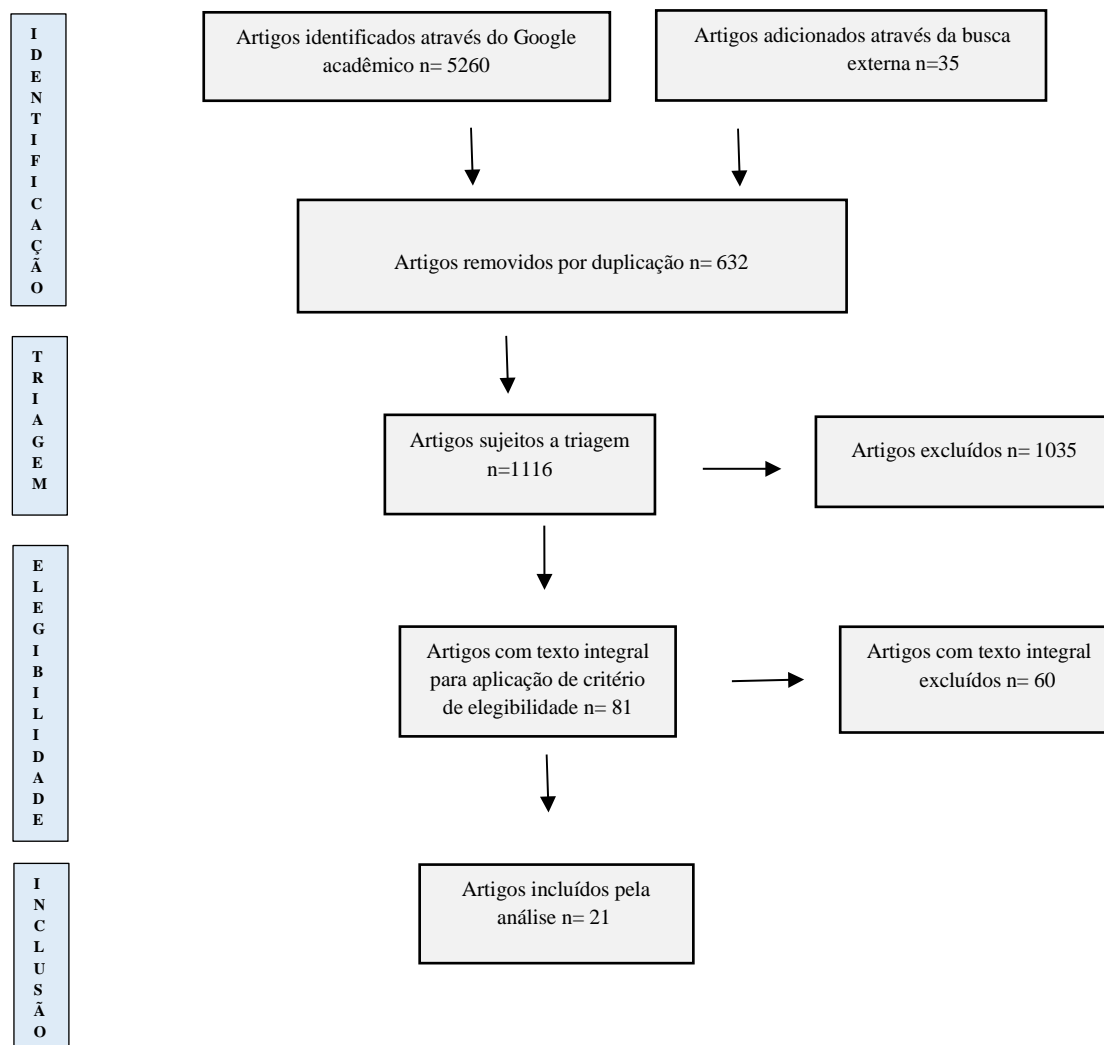 IDENTIFICAÇÃO
Artigos identificados através do Google
acadêmico n= 5260
Artigos adicionados através da busca
externa n=35
Artigos removidos por duplicação n= 632
TRIAGEM
Artigos sujeitos a triagem
n=1116
Artigos excluídos n= 1035
ELEGIBILIDADE
Artigos com texto integral
para aplicação de critério
de elegibilidade n= 81
Artigos com texto integral
excluídos n= 60
INCLUSÃO
Artigos incluídos pela
análise n= 21